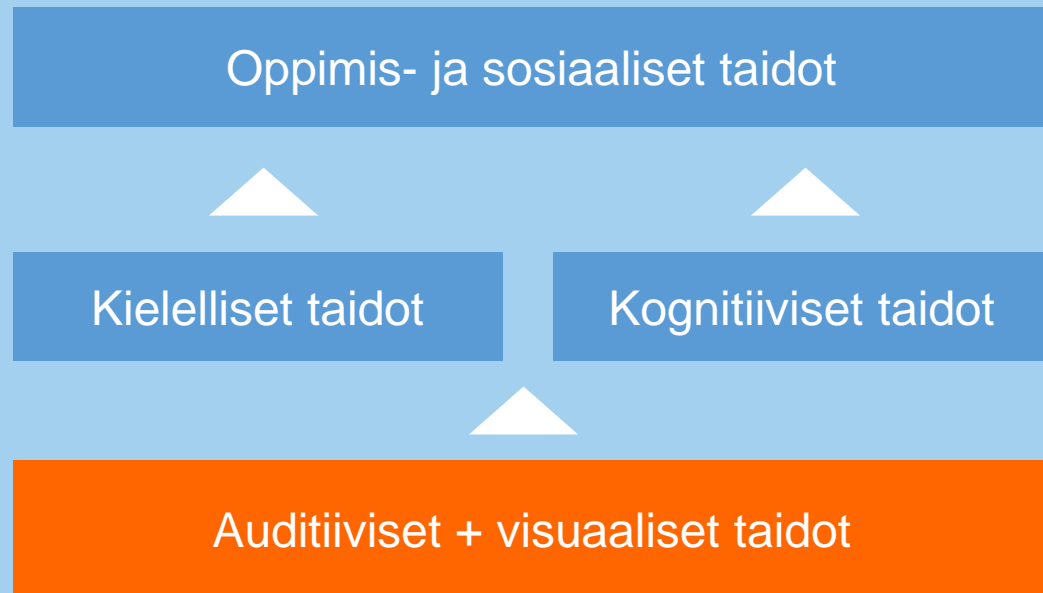 Oppimis- ja sosiaaliset taidot
Kielelliset taidot
Kognitiiviset taidot
Auditiiviset + visuaaliset taidot